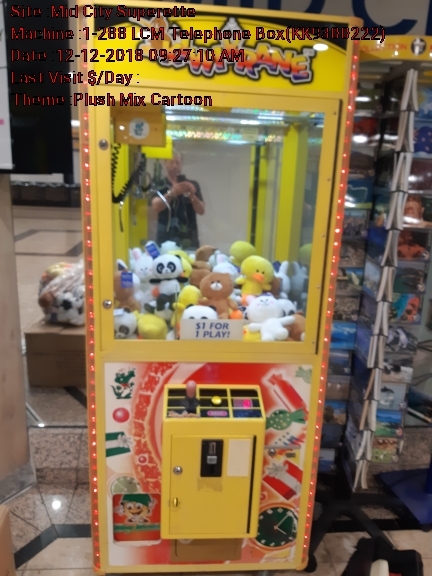 Site :Mid City Superette
Machine :1-288 LCM Telephone Box(KK9300222)
Date :12-12-2018 09:27:10 AM
Last Visit $/Day :
Theme :Plush Mix Cartoon
$1 FOR
1 PLAY!